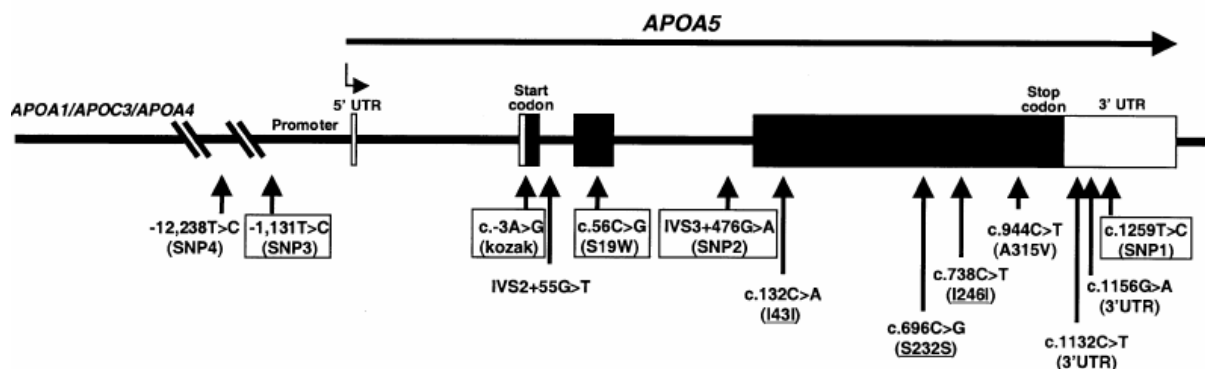 APOA5
APOA1/APOC3/APOA4
Promoter
5' UTR
Start
codon
Stop
codon
3' UTR
-12,238T>C
(SNP4)
-1,131T>C
(SNP3)
c.-3A>G
(kozak)
IVS2+55G>T
c.56C>G
(S19W)
IVS3+476G>A
(SNP2)
c.132C>A
(I43I)
c.696C>G
(S232S)
c.738C>T
(I246I)
c.944C>T
(A315V)
c.1132C>T
(3'UTR)
c.1156G>A
(3'UTR)
c.1259T>C
(SNP1)